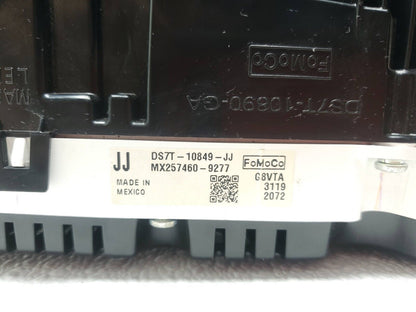 DS7T-10890-GA
FoMoCo
JJ
DS7T-10849-JJ
MX257460-9277
MADE IN
MEXICO
FoMoCo
G8VTA
3119
2072